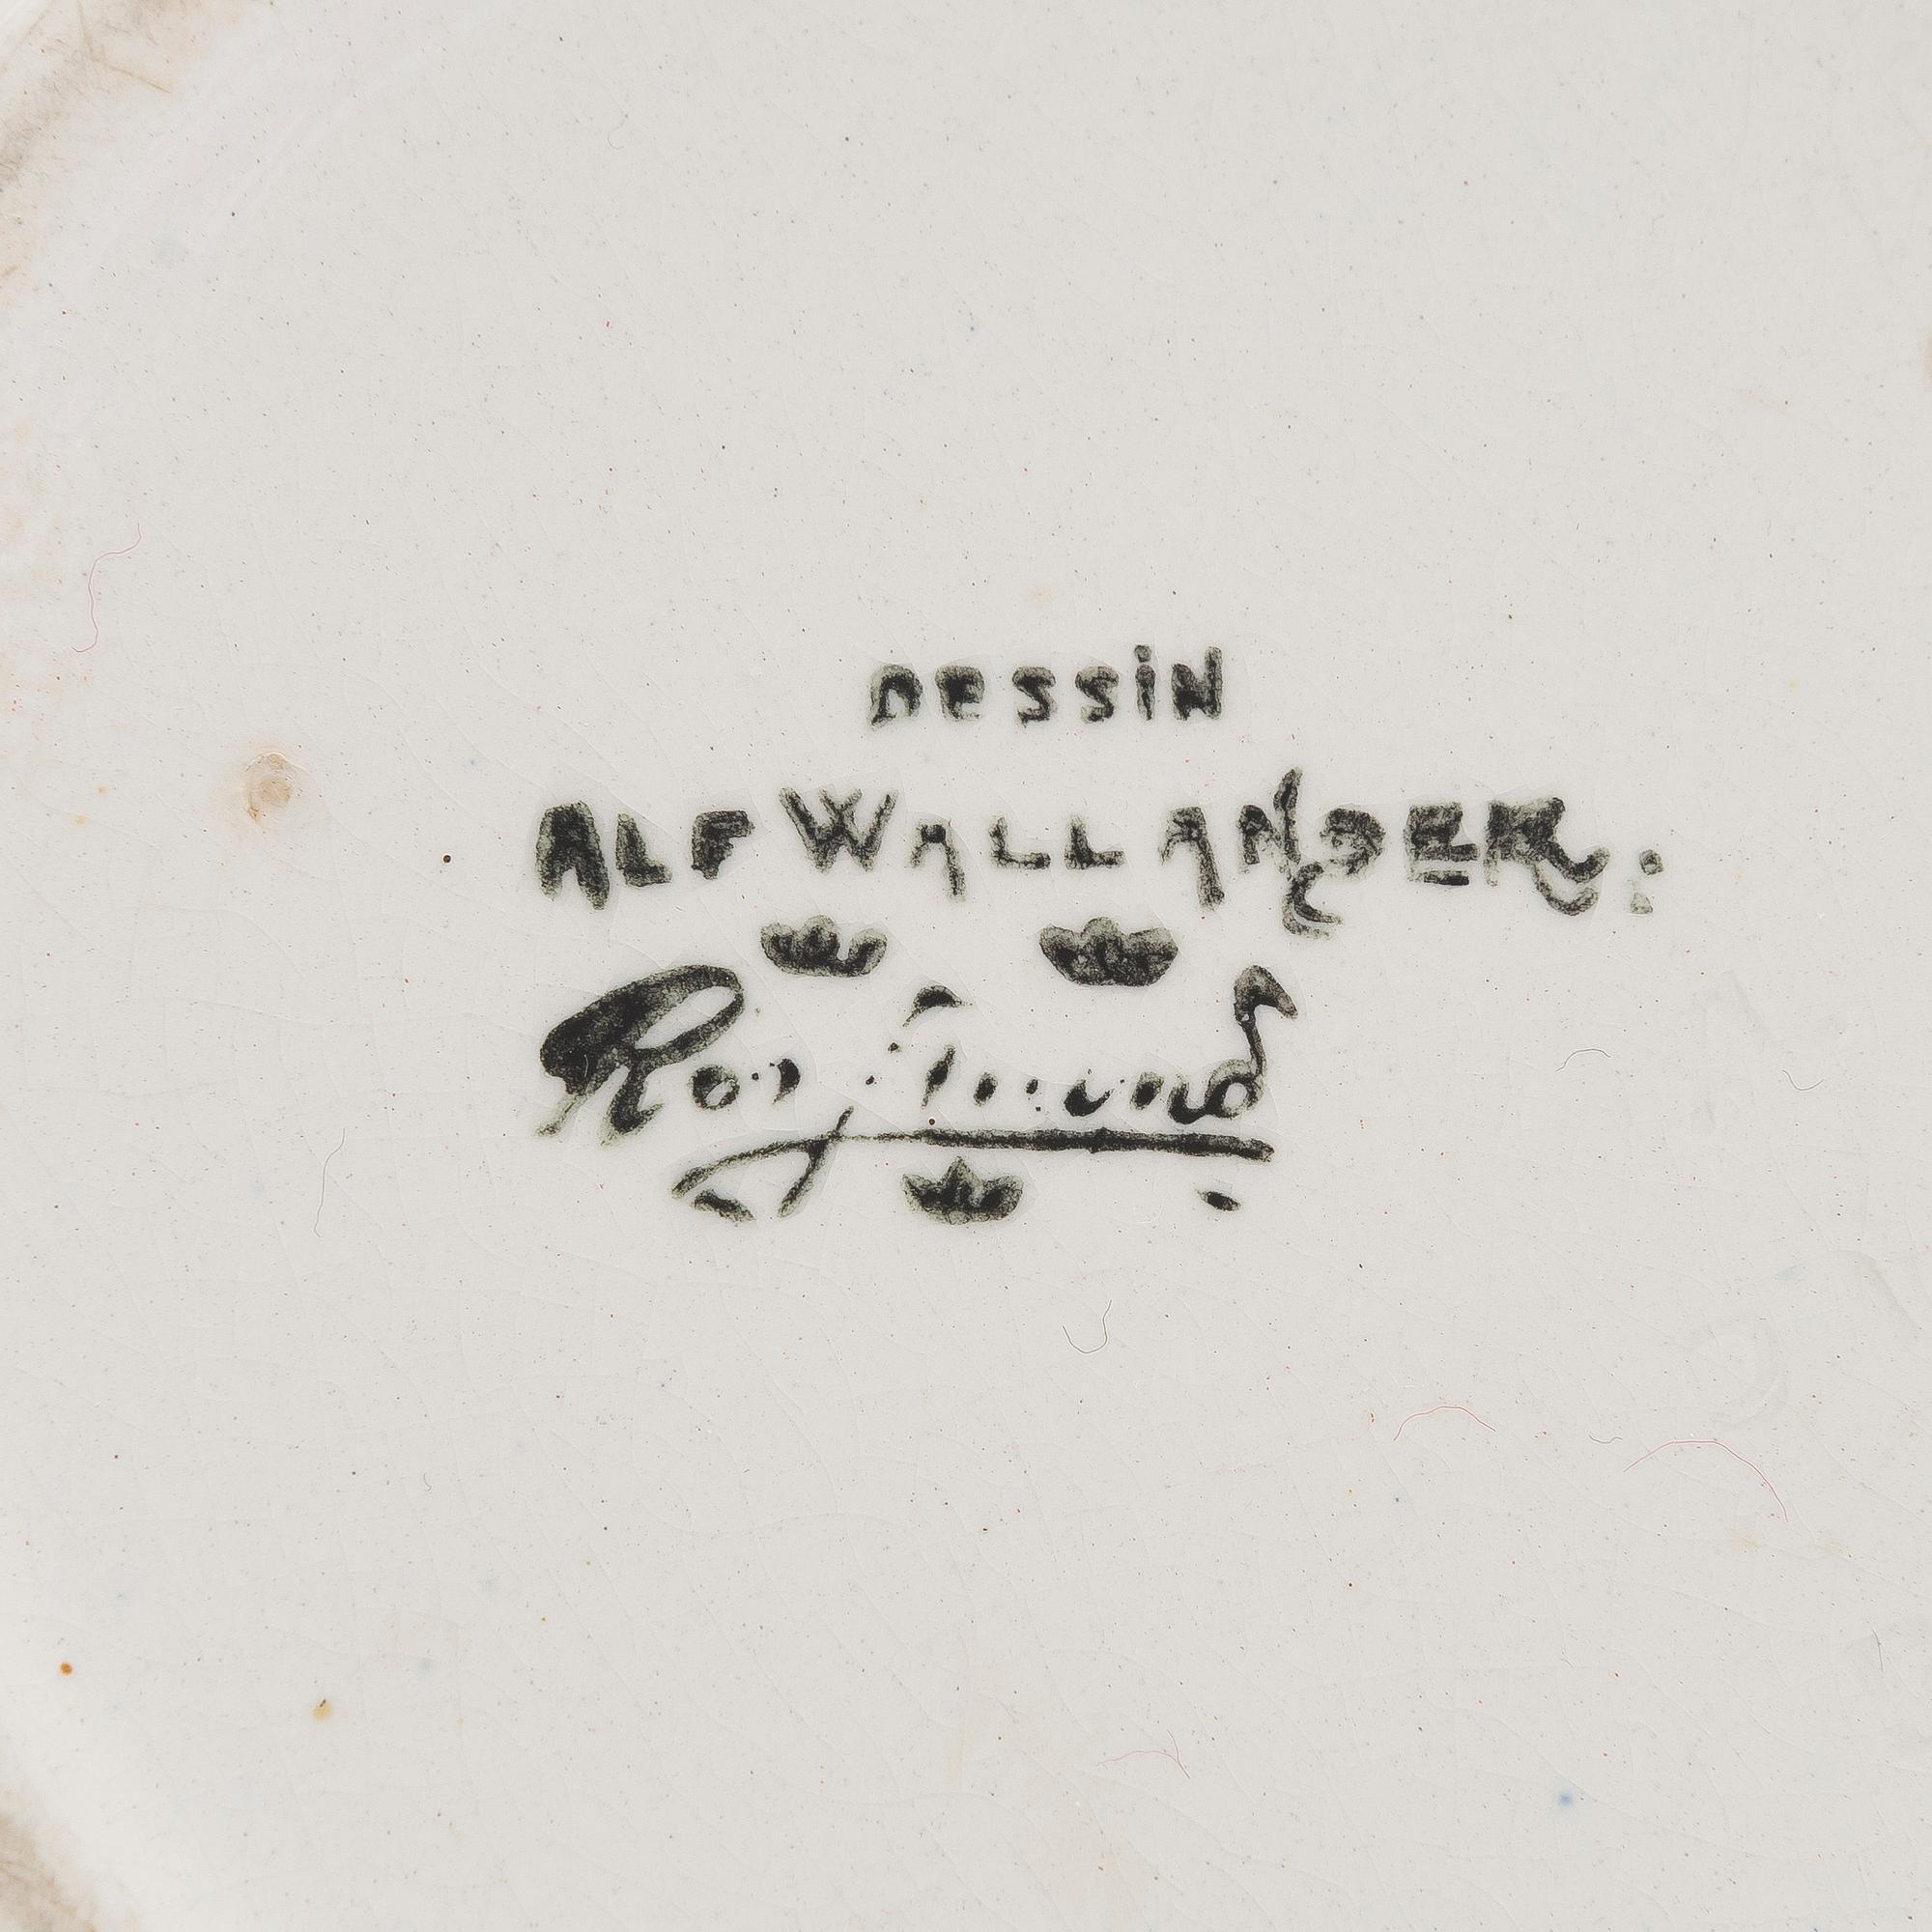 DESSIN
ALF WALLANDER.
Rörstrand